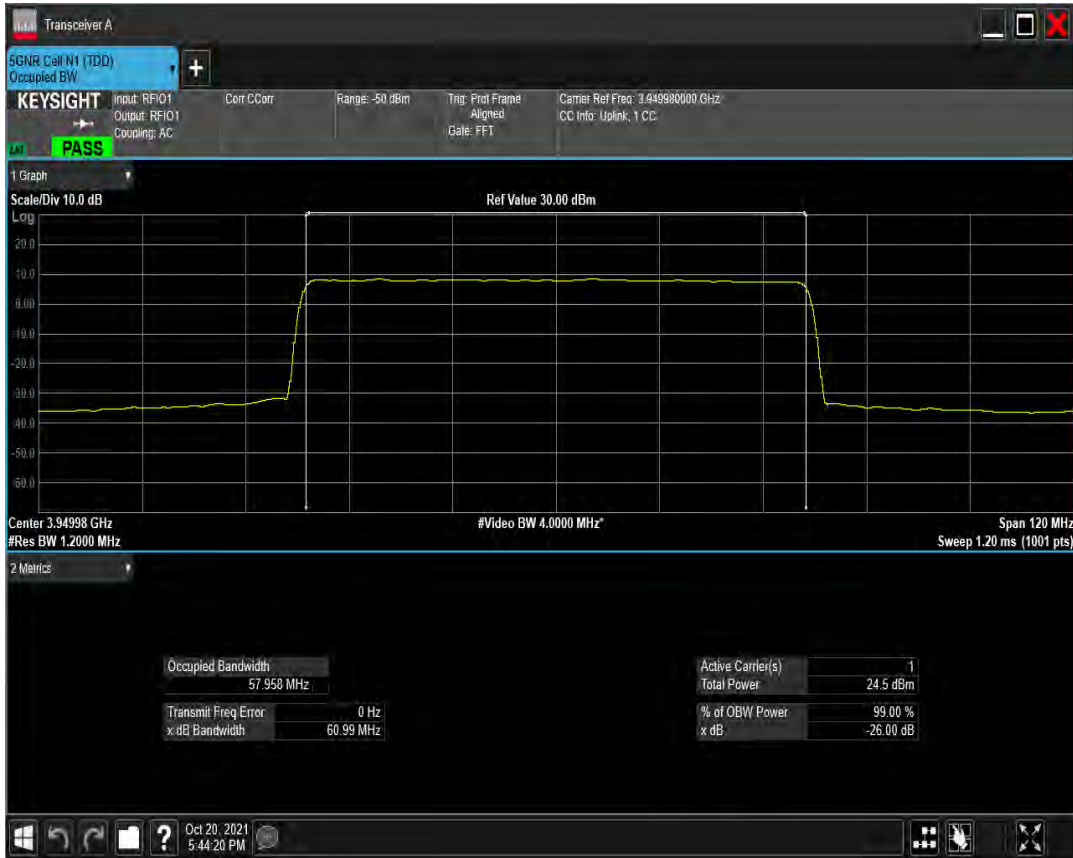 Transceiver A
5GNR Cell N1 (TDD)
Occupied BW
KEYSIGHT
Input: RFIO1
Output: RFIO1
Coupling: AC
Corr CCorr
Range: -50 dBm
Trig: Prot Frame
Aligned
Gate: FFT
Carrier Ref Freq: 3.949980000 GHz
CC Info: Uplink, 1 CC
PASS
1 Graph
Scale/Div 10.0 dB
Ref Value 30.00 dBm
Log
20.0
10.0
0.00
-10.0
-20.0
-30.0
-40.0
-50.0
-60.0
Center 3.94998 GHz
#Video BW 4.0000 MHz*
Span 120 MHz
#Res BW 1.2000 MHz
Sweep 1.20 ms (1001 pts)
2 Metrics
Occupied Bandwidth
57.958 MHz
Transmit Freq Error 0 Hz
x dB Bandwidth 60.99 MHz
Active Carrier(s) 1
Total Power 24.5 dBm
% of OBW Power 99.00 %
x dB -26.00 dB
Oct 20, 2021
5:44:20 PM